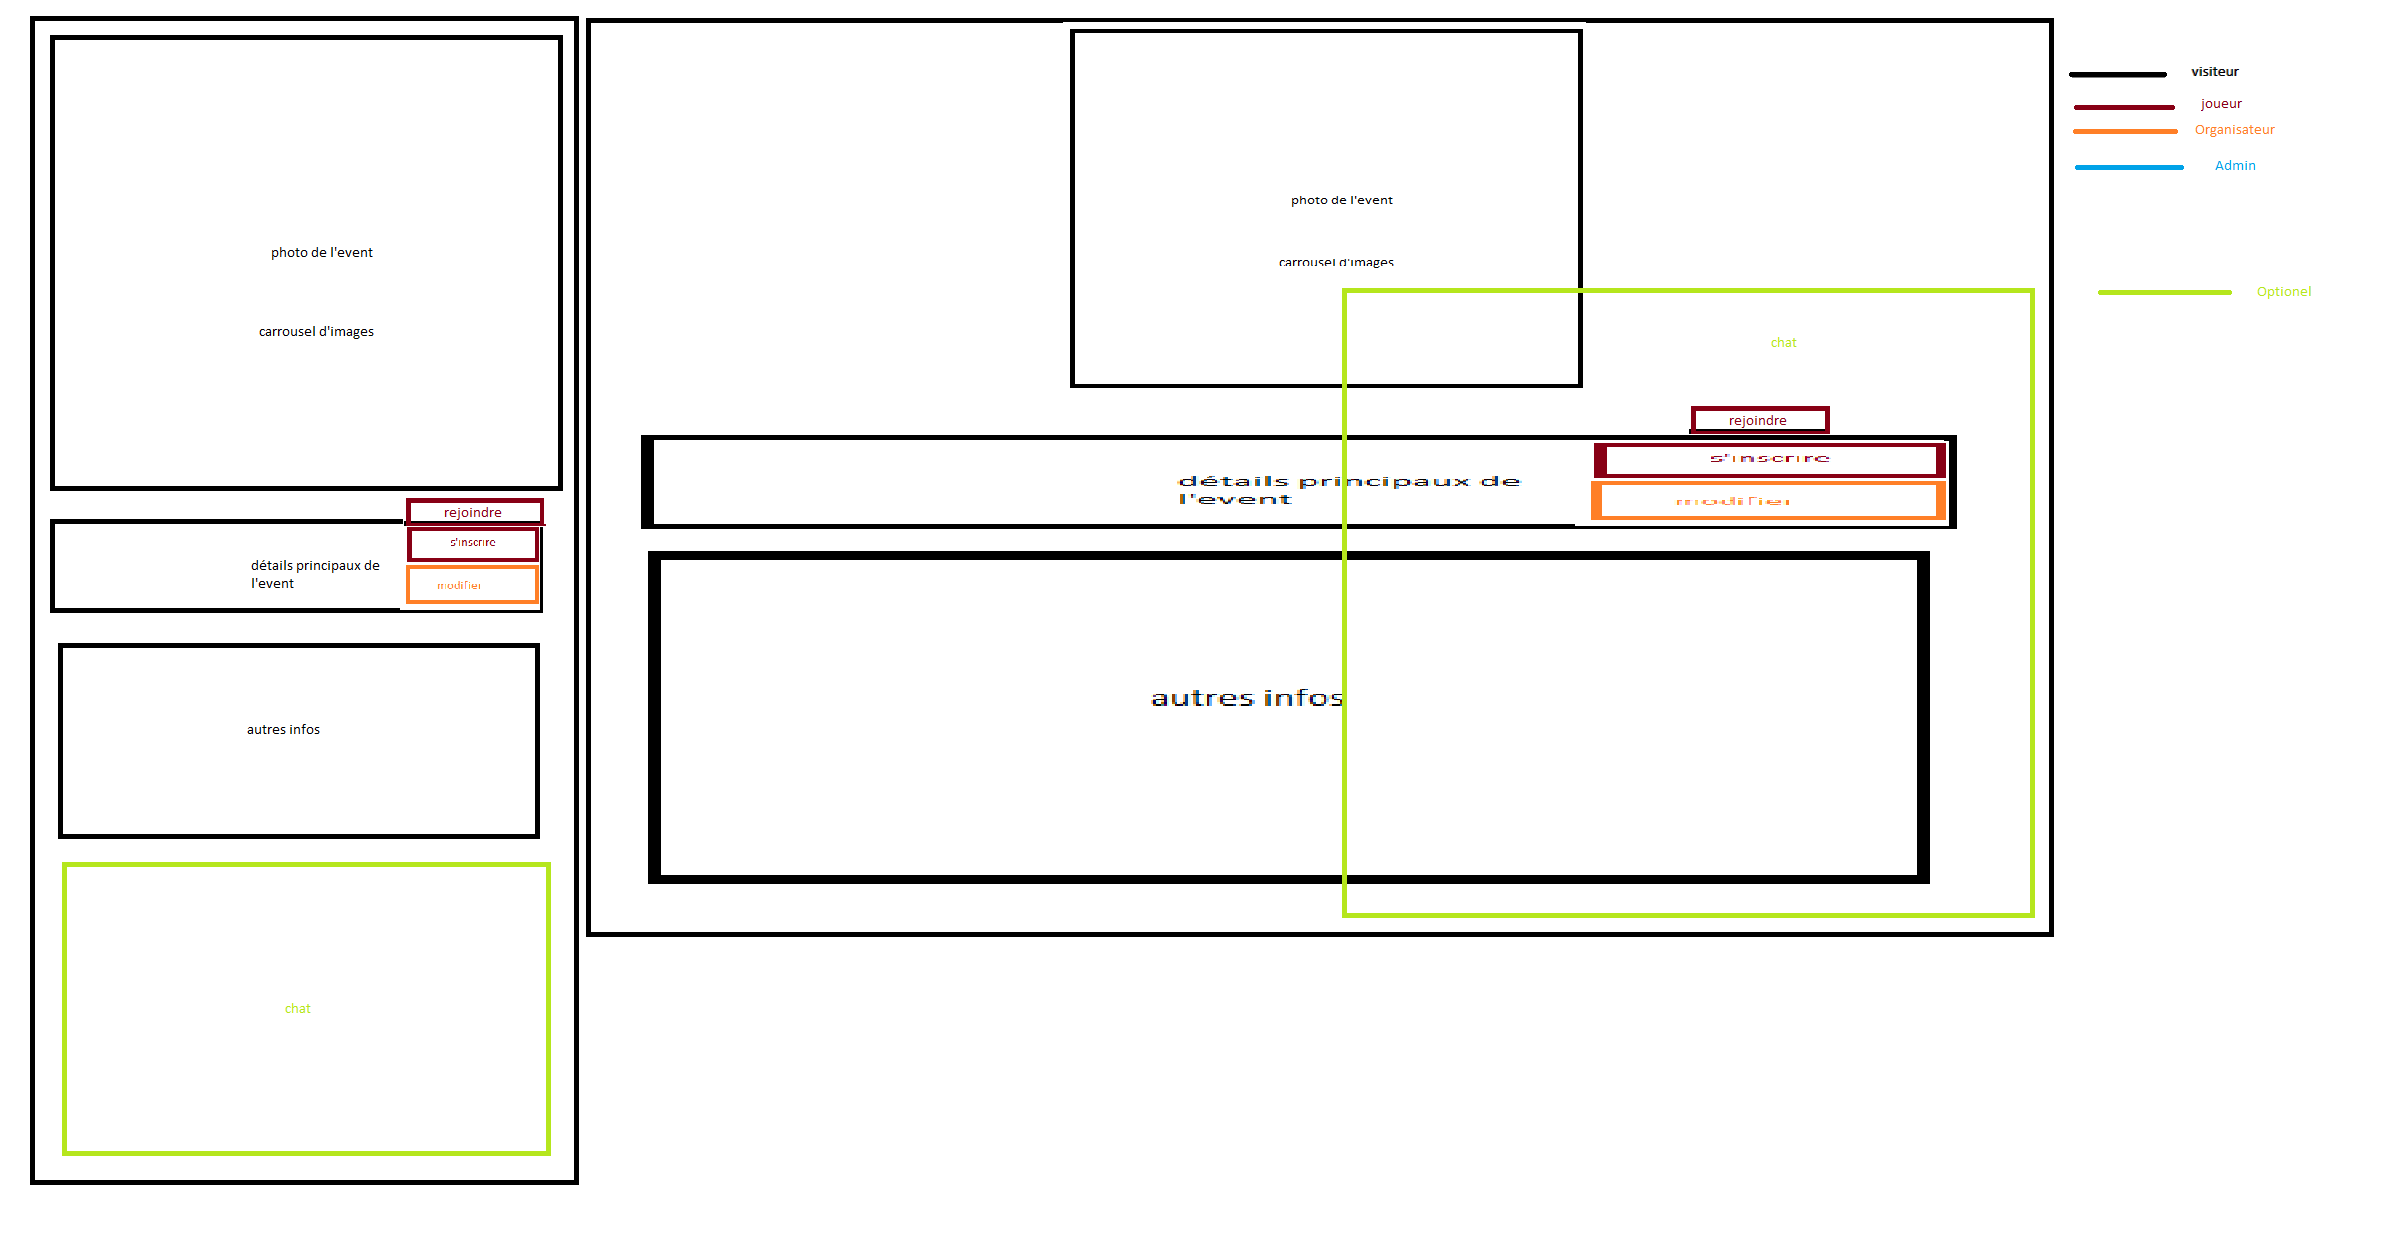 photo de l'event
carrousel d'images
rejoindre
s'inscrire
modifier
détails principaux de
l'event
autres infos
chat
photo de l'event
carrousel d'images
chat
rejoindre
s'inscrire
modifier
détails principaux de
l'event
autres infos
visiteur
joueur
Organisateur
Admin
Optionel